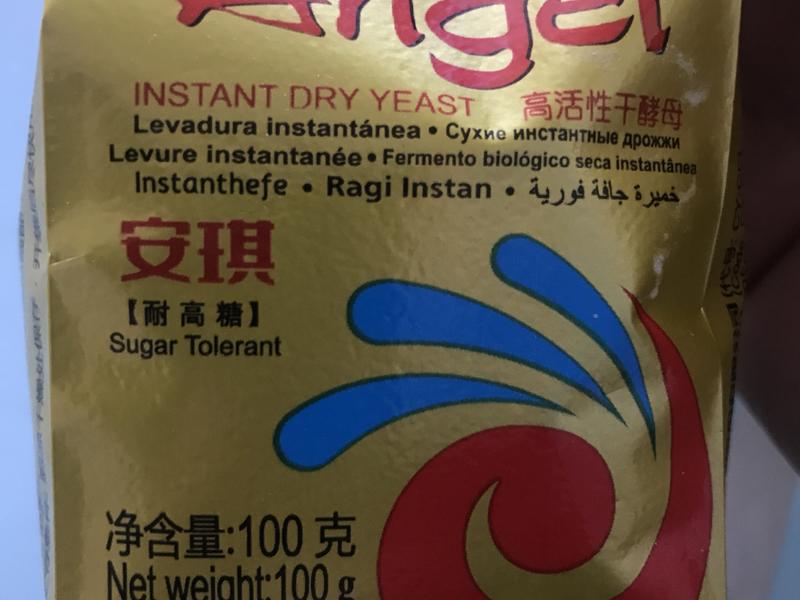 Angel
INSTANT DRY YEAST 高活性干酵母
Levadura instantánea • Сухие инстантные дрожжи
Levure instantanée • Fermento biológico seca instantânea
Instanthefe • Ragi Instan • خميرة جافة فورية
安琪
【耐高糖】
Sugar Tolerant
净含量:100 克
Net weight:100 g